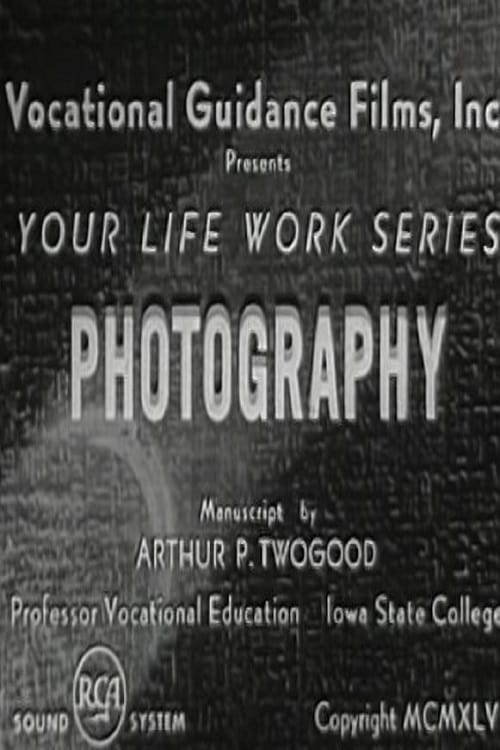 Vocational Guidance Films, Inc
Presents
YOUR LIFE WORK SERIES
PHOTOGRAPHY
Manuscript by
ARTHUR P. TWOGOOD
Professor Vocational Education Iowa State College
RCA
SOUND SYSTEM
Copyright MCMXLV